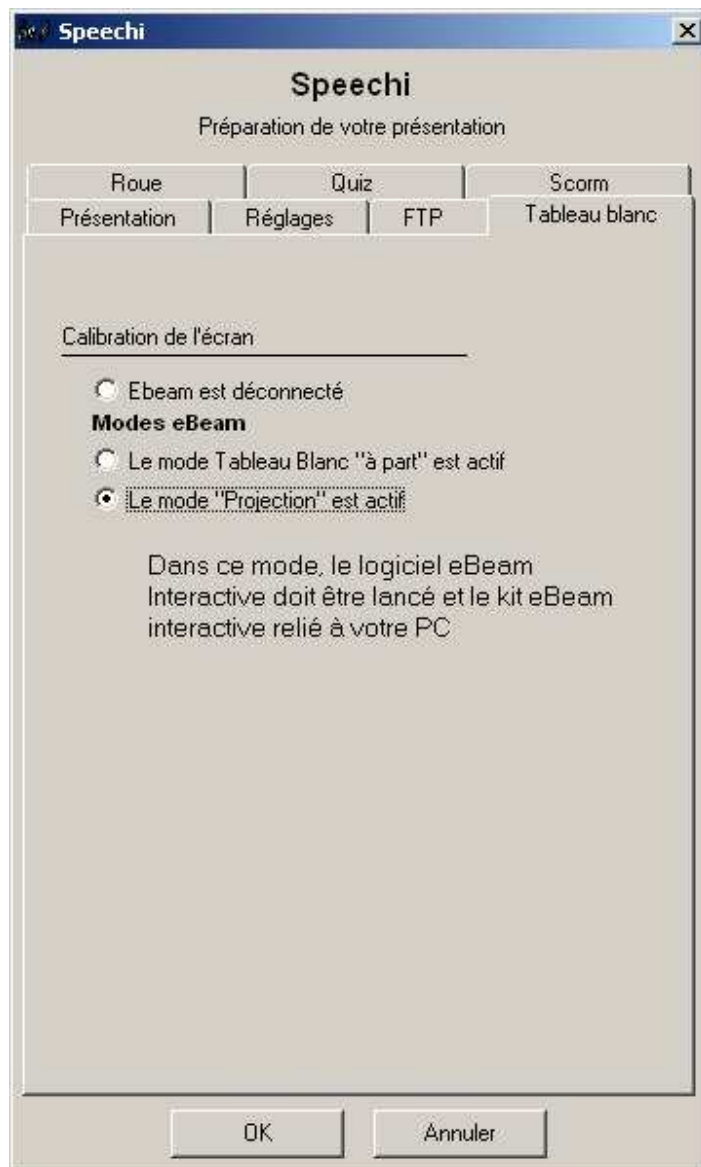 Speechi
Speechi
Préparation de votre présentation
Roue Quiz Scorm
Présentation Réglages FTP Tableau blanc
Calibration de l'écran
Ebeam est déconnecté
Modes eBeam
Le mode Tableau Blanc "à part" est actif
Le mode "Projection" est actif
Dans ce mode, le logiciel eBeam
Interactive doit être lancé et le kit eBeam
interactive relié à votre PC
OK Annuler